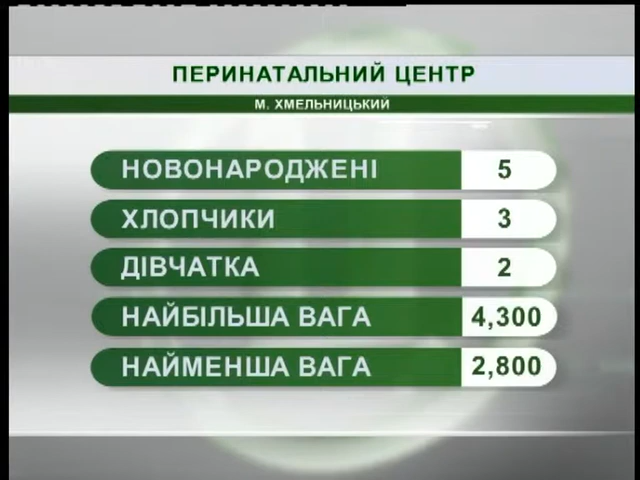 ПЕРИНАТАЛЬНИЙ ЦЕНТР
М. ХМЕЛЬНИЦЬКИЙ
НОВОНАРОДЖЕНІ 5
ХЛОПЧИКИ 3
ДІВЧАТКА 2
НАЙБІЛЬША ВАГА 4,300
НАЙМЕНША ВАГА 2,800